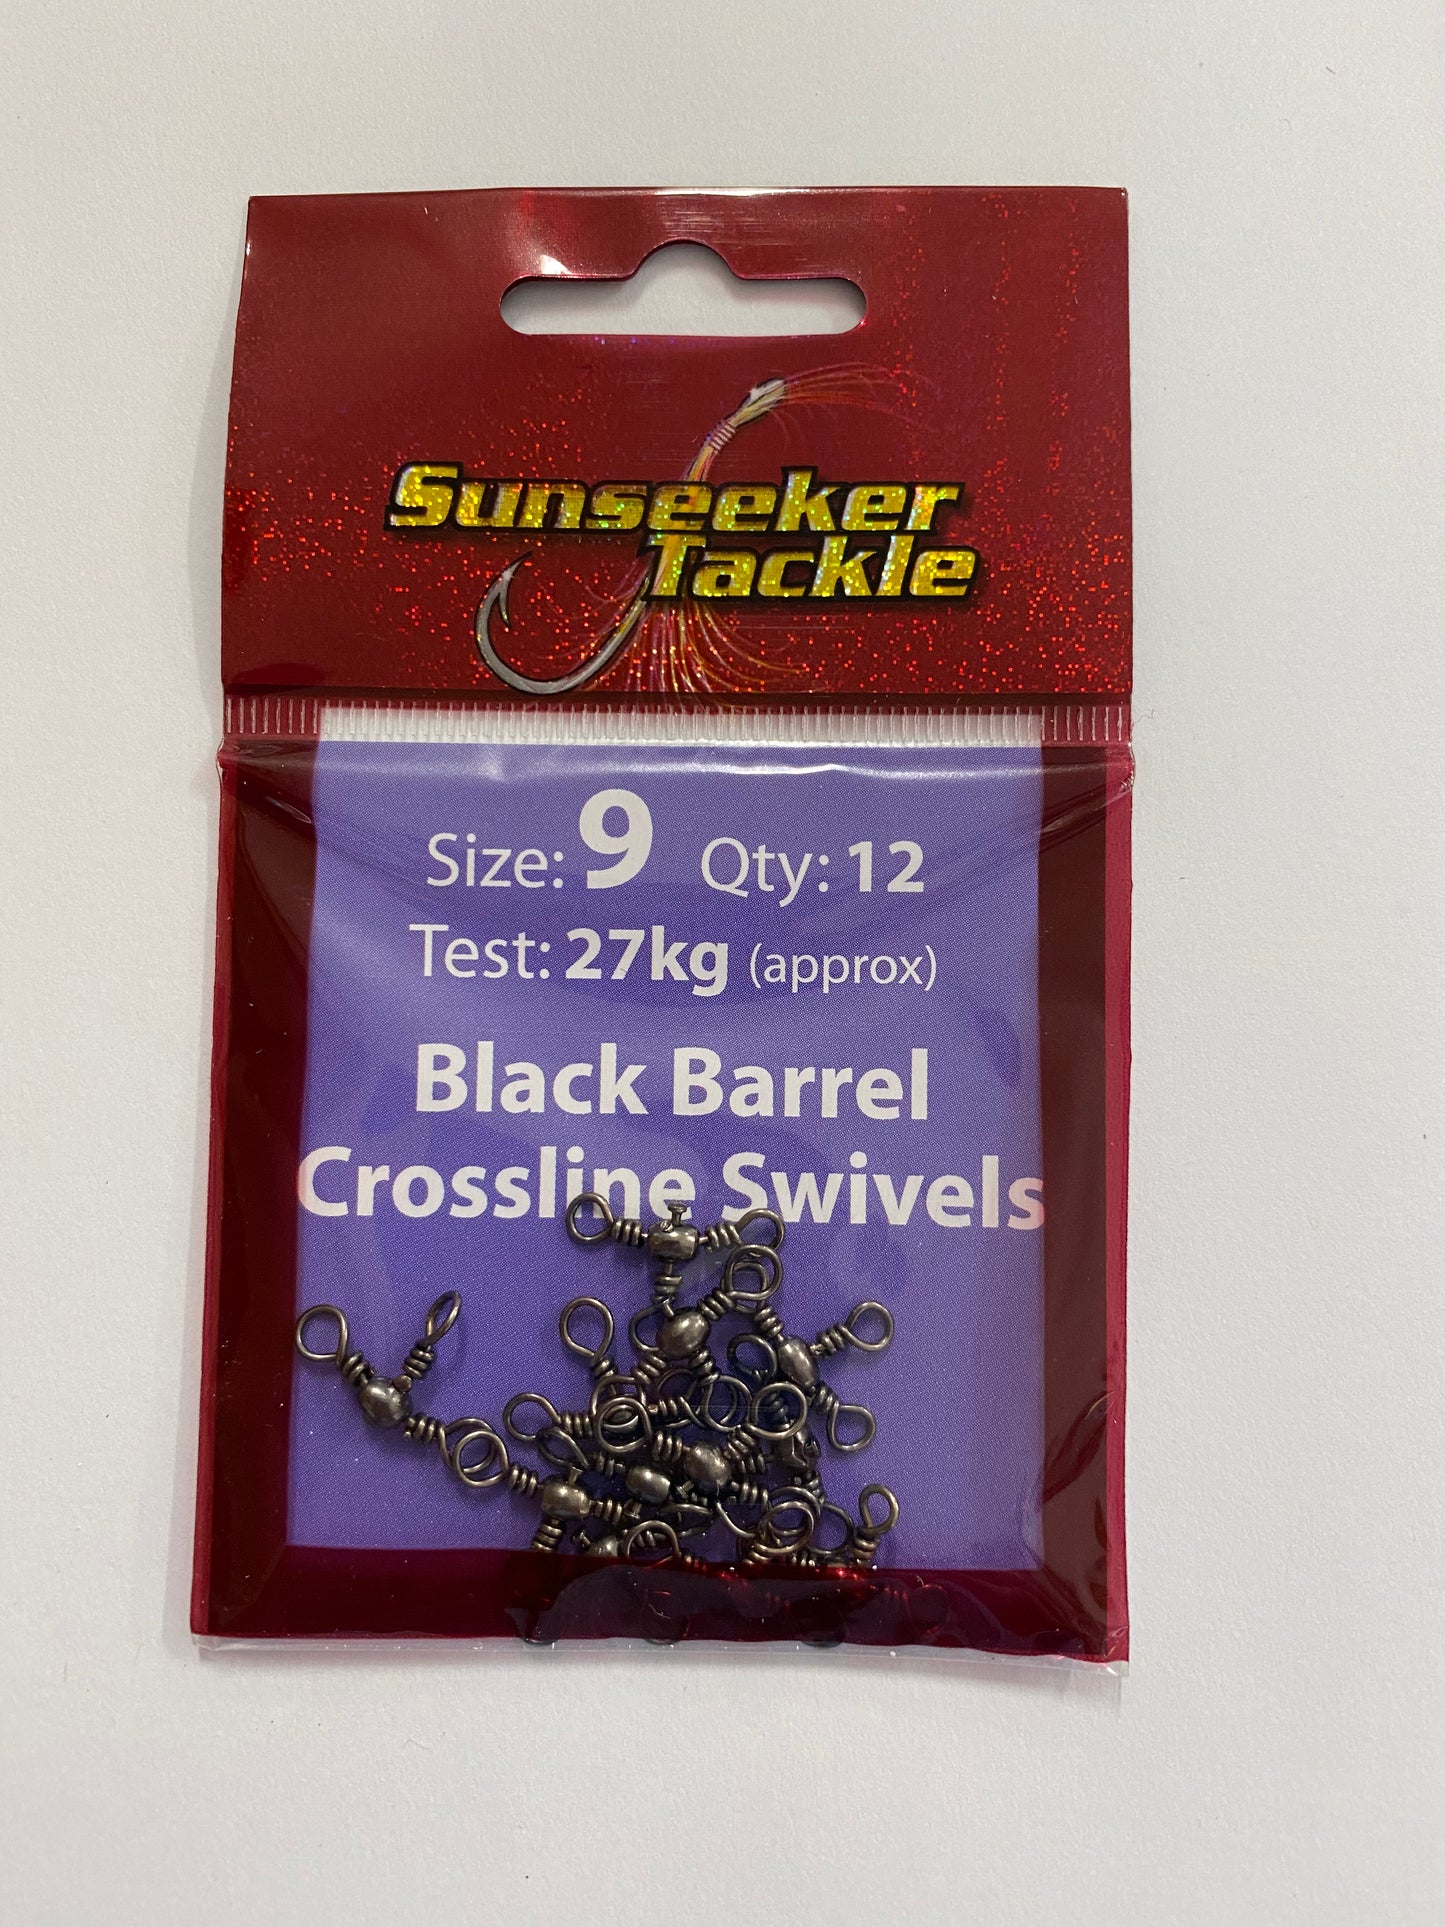 Sunseeker
Tackle
Size: 9 Qty: 12
Test: 27kg (approx)
Black Barrel
Crossline Swivels